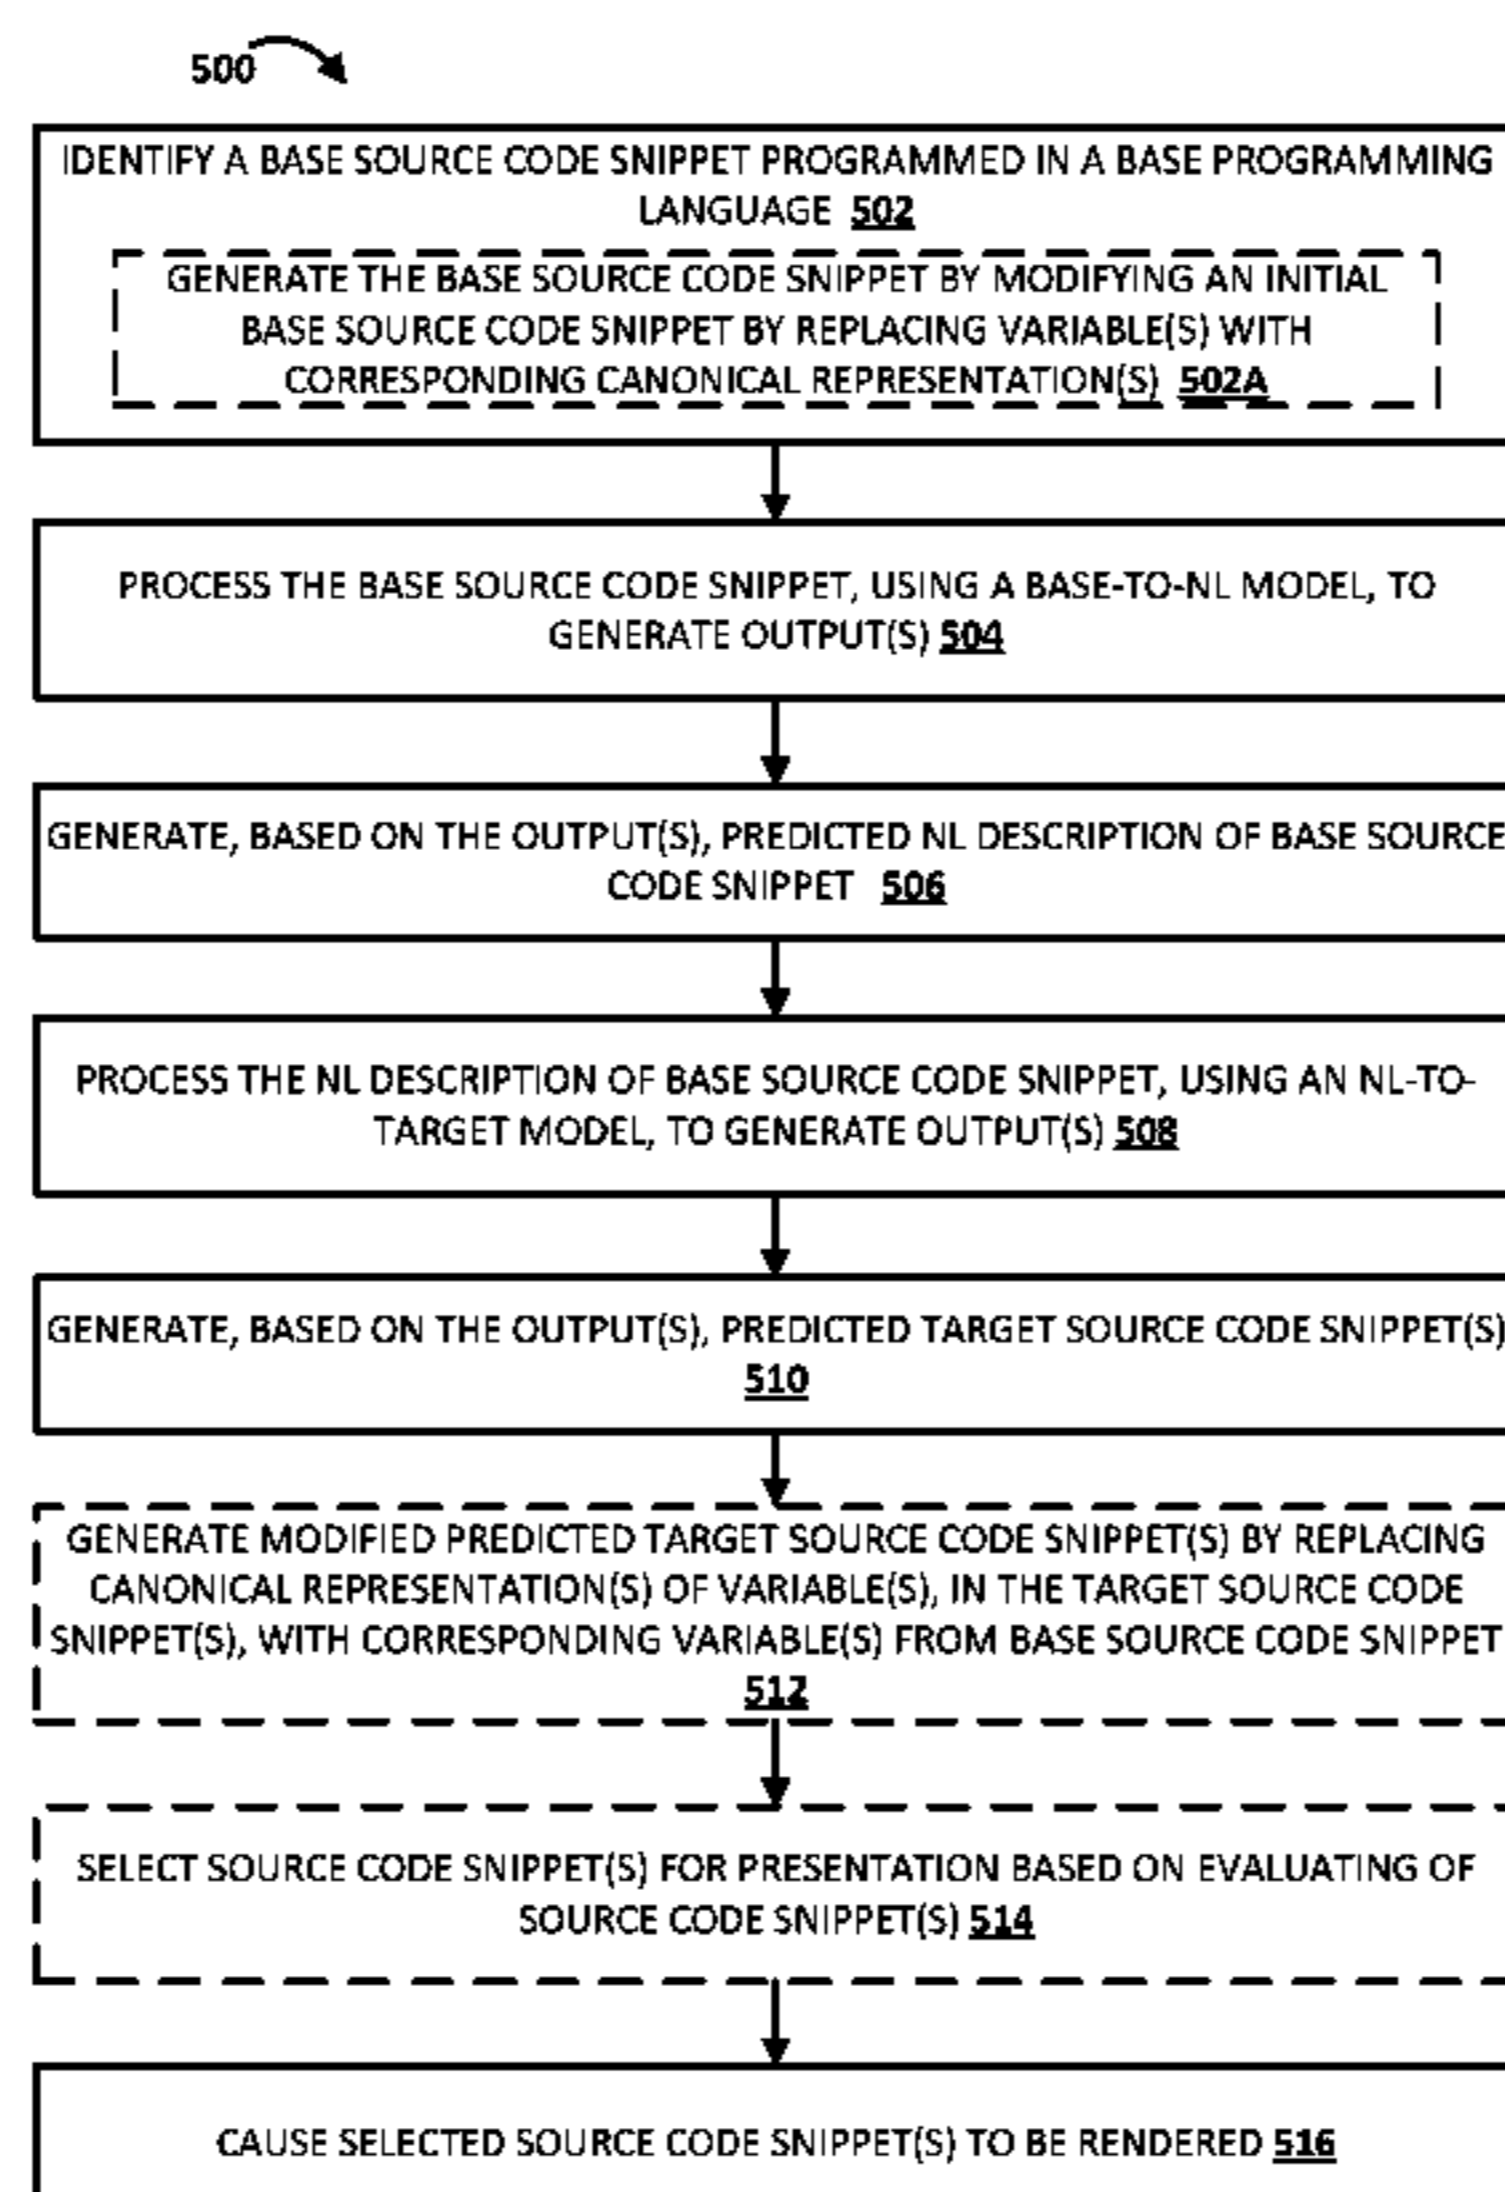 500
IDENTIFY A BASE SOURCE CODE SNIPPET PROGRAMMED IN A BASE PROGRAMMING
LANGUAGE 502
GENERATE THE BASE SOURCE CODE SNIPPET BY MODIFYING AN INITIAL
BASE SOURCE CODE SNIPPET BY REPLACING VARIABLE(S) WITH
CORRESPONDING CANONICAL REPRESENTATION(S) 502A
PROCESS THE BASE SOURCE CODE SNIPPET, USING A BASE-TO-NL MODEL, TO
GENERATE OUTPUT(S) 504
GENERATE, BASED ON THE OUTPUT(S), PREDICTED NL DESCRIPTION OF BASE SOURCE
CODE SNIPPET 506
PROCESS THE NL DESCRIPTION OF BASE SOURCE CODE SNIPPET, USING AN NL-TO-
TARGET MODEL, TO GENERATE OUTPUT(S) 508
GENERATE, BASED ON THE OUTPUT(S), PREDICTED TARGET SOURCE CODE SNIPPET(S)
510
GENERATE MODIFIED PREDICTED TARGET SOURCE CODE SNIPPET(S) BY REPLACING
CANONICAL REPRESENTATION(S) OF VARIABLE(S), IN THE TARGET SOURCE CODE
SNIPPET(S), WITH CORRESPONDING VARIABLE(S) FROM BASE SOURCE CODE SNIPPET
512
SELECT SOURCE CODE SNIPPET(S) FOR PRESENTATION BASED ON EVALUATING OF
SOURCE CODE SNIPPET(S) 514
CAUSE SELECTED SOURCE CODE SNIPPET(S) TO BE RENDERED 516